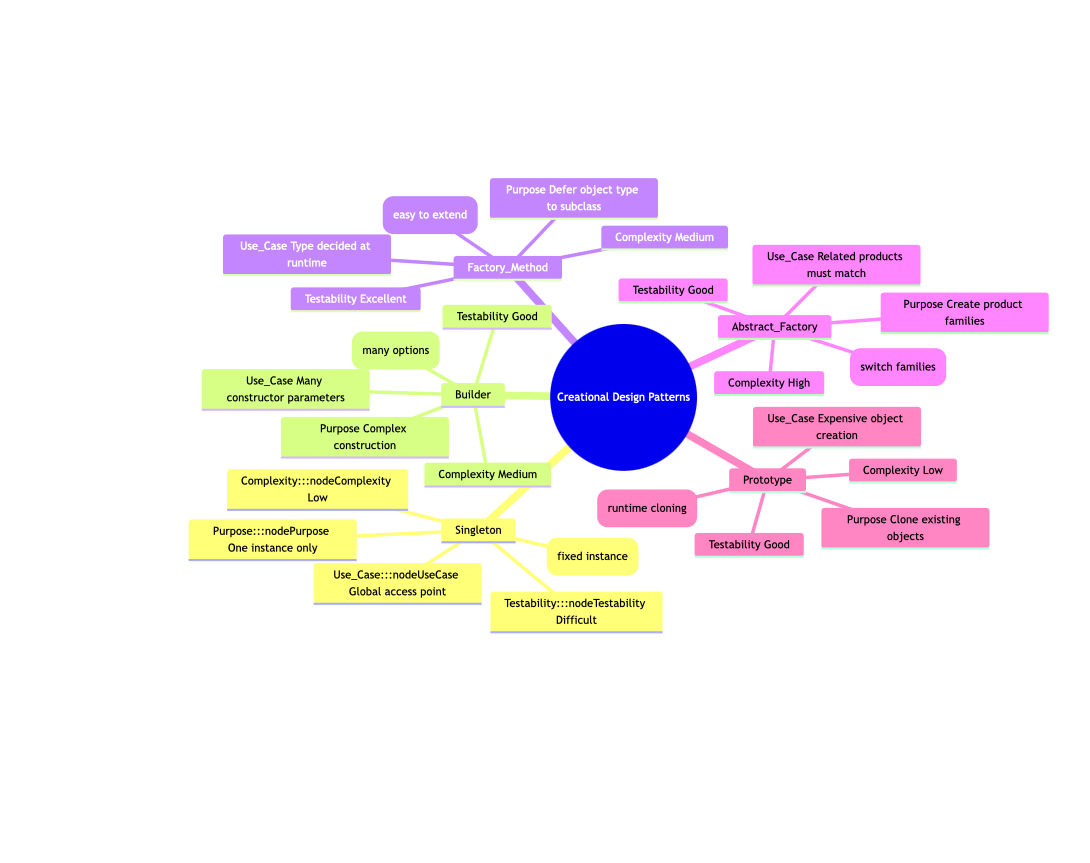 Purpose Defer object type
to subclass
easy to extend
Complexity Medium
Use_Case Type decided at
runtime
Factory_Method
Testability Excellent
Use_Case Related products
must match
Testability Good
Purpose Create product
families
Abstract_Factory
switch families
Complexity High
Testability Good
many options
Use_Case Many
constructor parameters
Builder
Purpose Complex
construction
Complexity Medium
Creational Design Patterns
Use_Case Expensive object
creation
Complexity Low
Prototype
runtime cloning
Purpose Clone existing
objects
Testability Good
Complexity:::nodeComplexity
Low
Purpose:::nodePurpose
One instance only
Singleton
fixed instance
Use_Case:::nodeUseCase
Global access point
Testability:::nodeTestability
Difficult